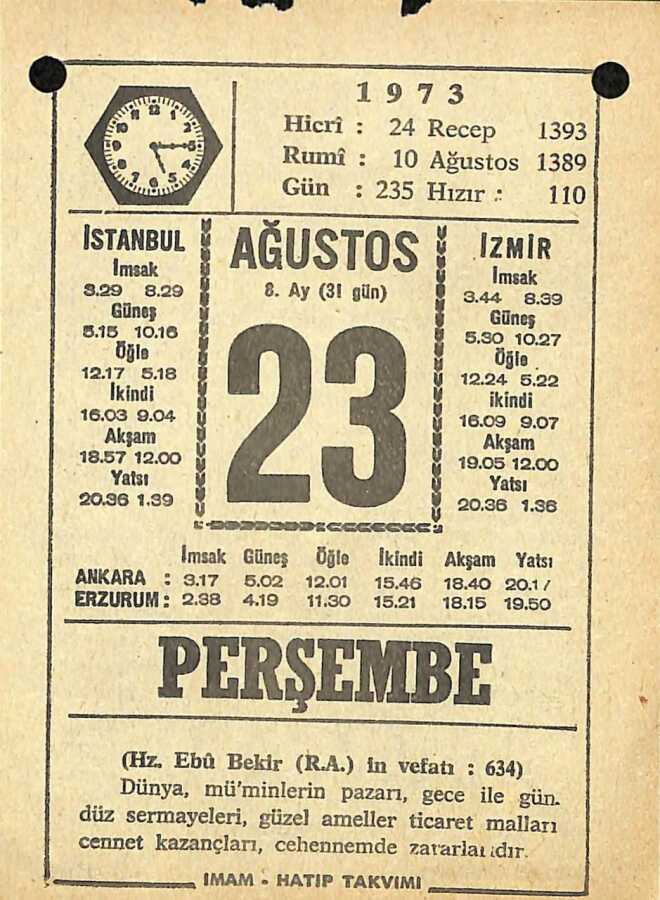 1973
Hicrî : 24 Recep 1393
Rumî : 10 Ağustos 1389
Gün : 235 Hızır : 110
İSTANBUL
İmsak
3.29 8.29
Güneş
5.15 10.16
Öğle
12.17 5.18
İkindi
16.03 9.04
Akşam
18.57 12.00
Yatsı
20.36 1.39
AĞUSTOS
8. Ay (31 gün)
23
İZMİR
İmsak
3.44 8.39
Güneş
5.30 10.27
Öğle
12.24 5.22
ikindi
16.09 9.07
Akşam
19.05 12.00
Yatsı
20.36 1.36
İmsak Güneş Öğle İkindi Akşam Yatsı
ANKARA : 3.17 5.02 12.01 15.46 18.40 20.17
ERZURUM : 2.38 4.19 11.30 15.21 18.15 19.50
PERŞEMBE
(Hz. Ebû Bekir (R.A.) in vefatı : 634)
Dünya, mü'minlerin pazarı, gece ile gün.
düz sermayeleri, güzel ameller ticaret malları
cennet kazançları, cehennemde zararlarıdır.
İMAM - HATİP TAKVİMİ